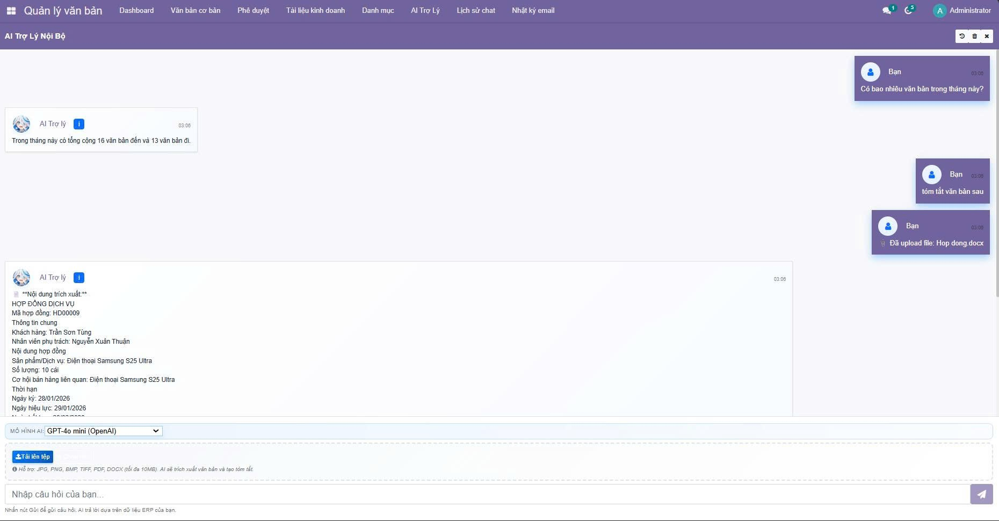 Quản lý văn bản Dashboard Văn bản cơ bản Phê duyệt Tài liệu kinh doanh Danh mục AI Trợ Lý Lịch sử chat Nhật ký email 1 5 A Administrator
AI Trợ Lý Nội Bộ
Bạn 03:06
Có bao nhiêu văn bản trong tháng này?
AI Trợ lý i 03:06
Trong tháng này có tổng cộng 16 văn bản đến và 13 văn bản đi.
Bạn 03:06
tóm tắt văn bản sau
Bạn 03:06
Đã upload file: Hop dong.docx
AI Trợ lý i 03:06
**Nội dung trích xuất:**
HỢP ĐỒNG DỊCH VỤ
Mã hợp đồng: HD00009
Thông tin chung
Khách hàng: Trần Sơn Tùng
Nhân viên phụ trách: Nguyễn Xuân Thuận
Nội dung hợp đồng
Sản phẩm/Dịch vụ: Điện thoại Samsung S25 Ultra
Số lượng: 10 cái
Cơ hội bán hàng liên quan: Điện thoại Samsung S25 Ultra
Thời hạn
Ngày ký: 28/01/2026
Ngày hiệu lực: 29/01/2026
MÔ HÌNH AI: GPT-4o mini (OpenAI)
Tải lên tệp
Hỗ trợ: JPG, PNG, BMP, TIFF, PDF, DOCX (tối đa 10MB). AI sẽ trích xuất văn bản và tạo tóm tắt.
Nhập câu hỏi của bạn...
Nhấn nút Gửi để gửi câu hỏi. AI trả lời dựa trên dữ liệu ERP của bạn.